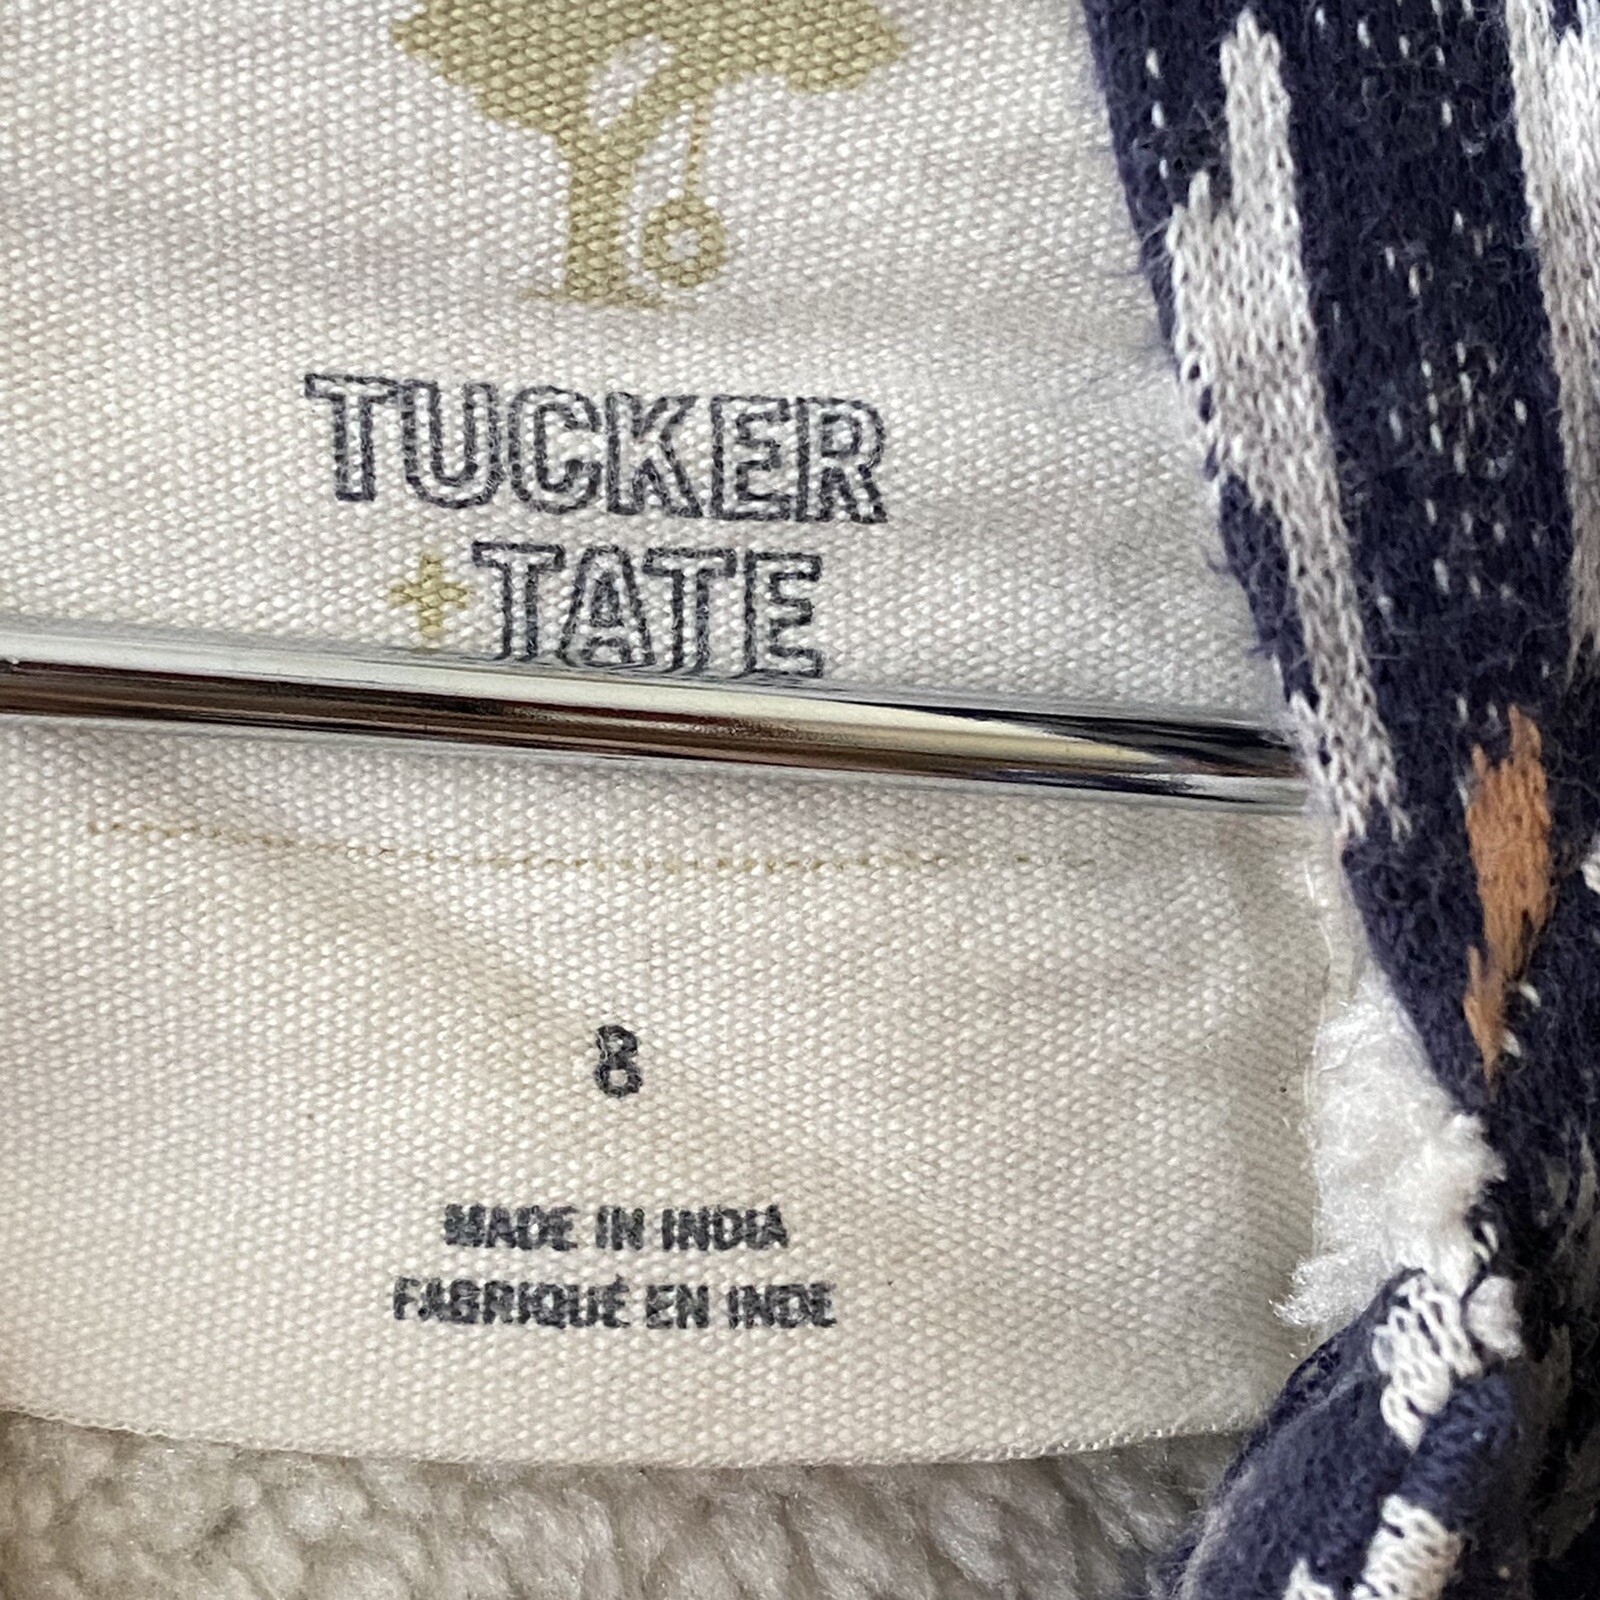 TUCKER
+TATE
8
MADE IN INDIA
FABRIQUÉ EN INDE